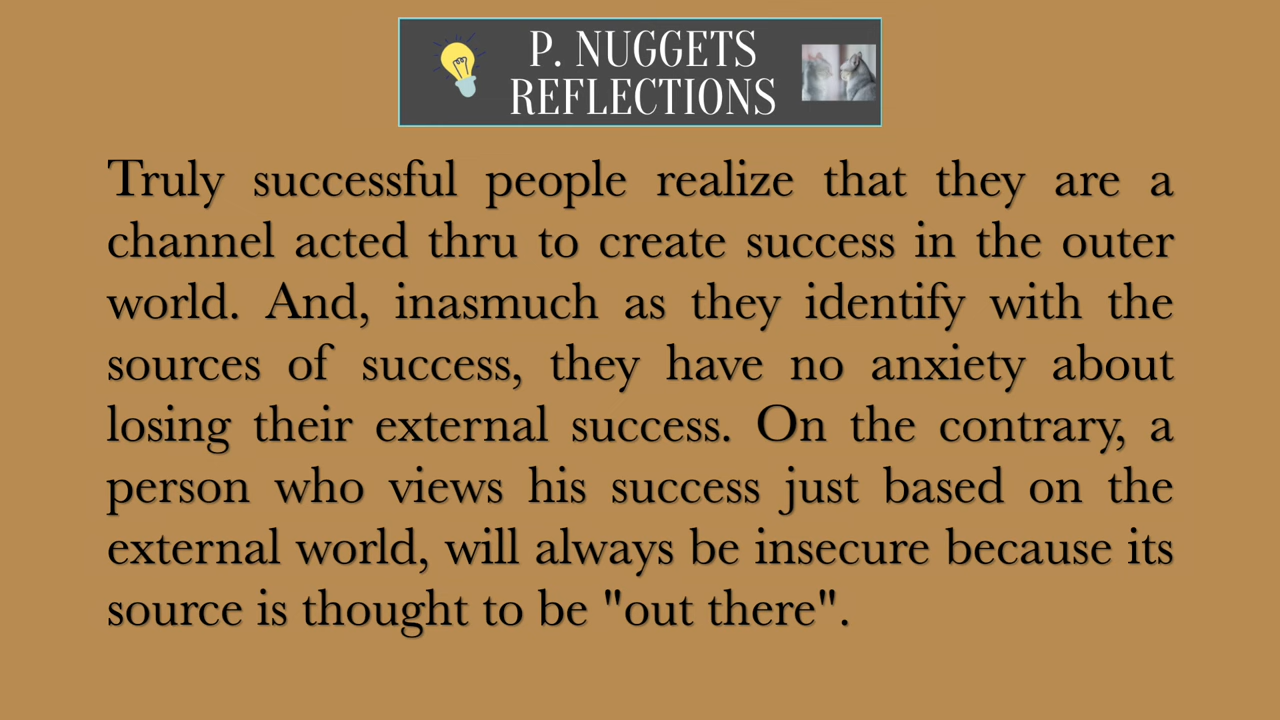 P. NUGGETS
REFLECTIONS
Truly successful people realize that they are a
channel acted thru to create success in the outer
world. And, inasmuch as they identify with the
sources of success, they have no anxiety about
losing their external success. On the contrary, a
person who views his success just based on the
external world, will always be insecure because its
source is thought to be "out there".